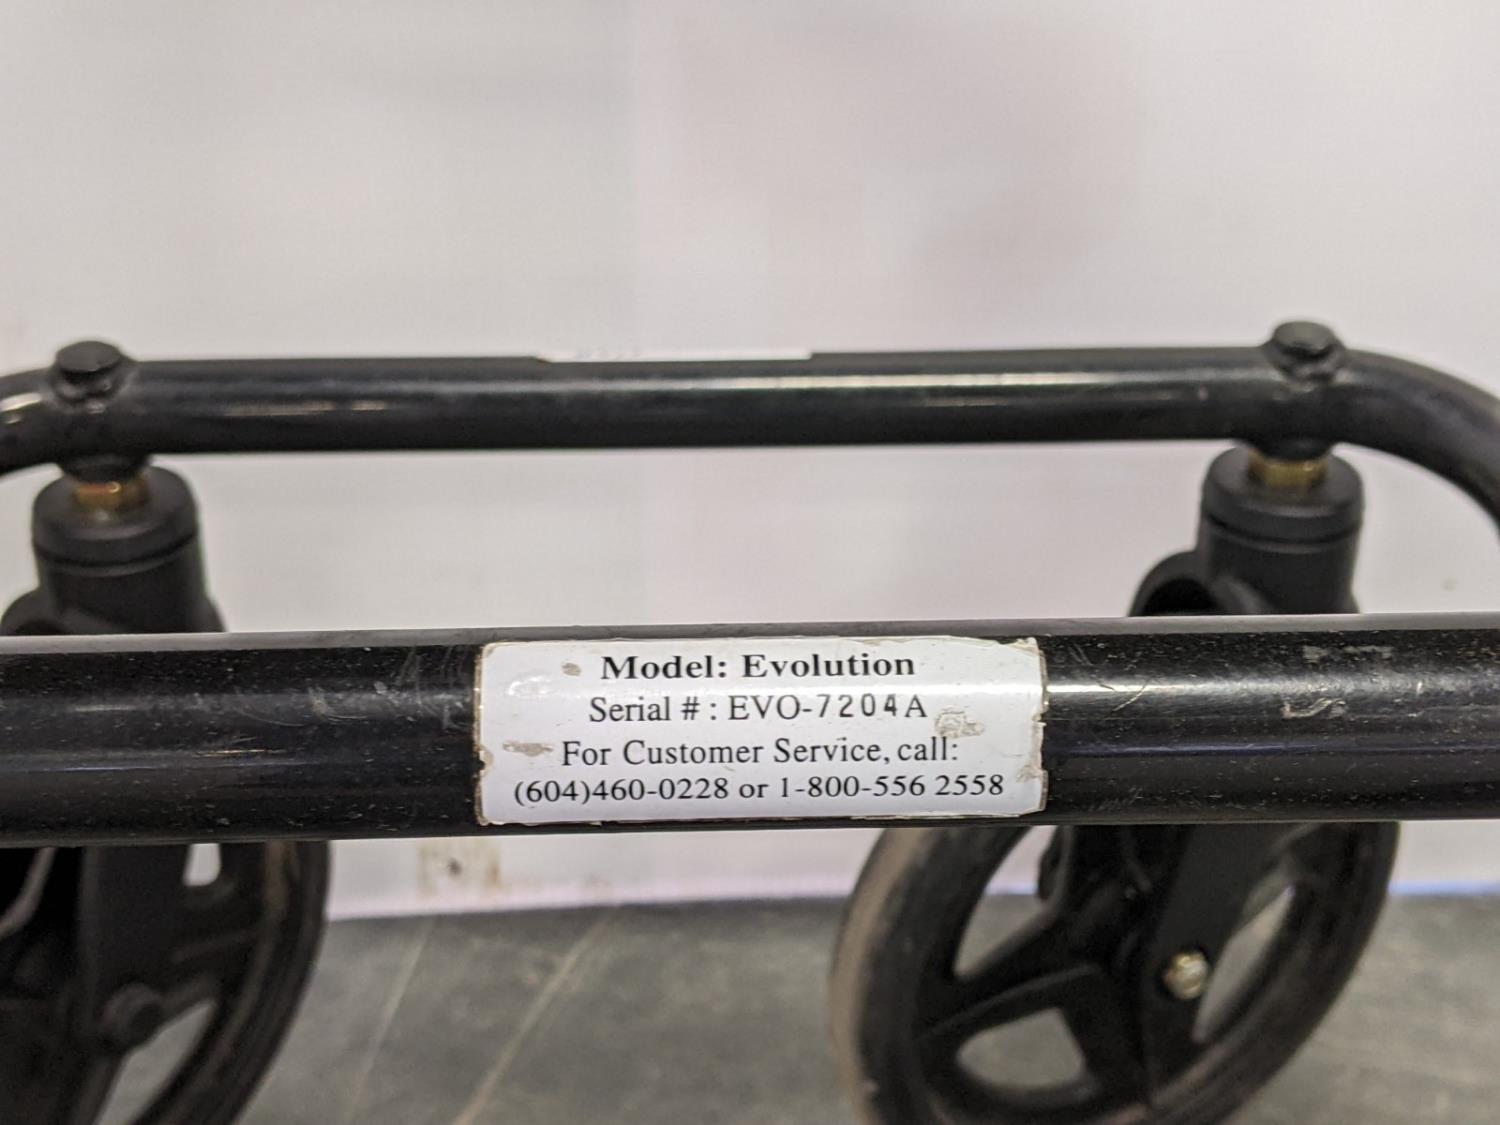 Model: Evolution
Serial # : EVO-7204A
For Customer Service, call:
(604)460-0228 or 1-800-556 2558